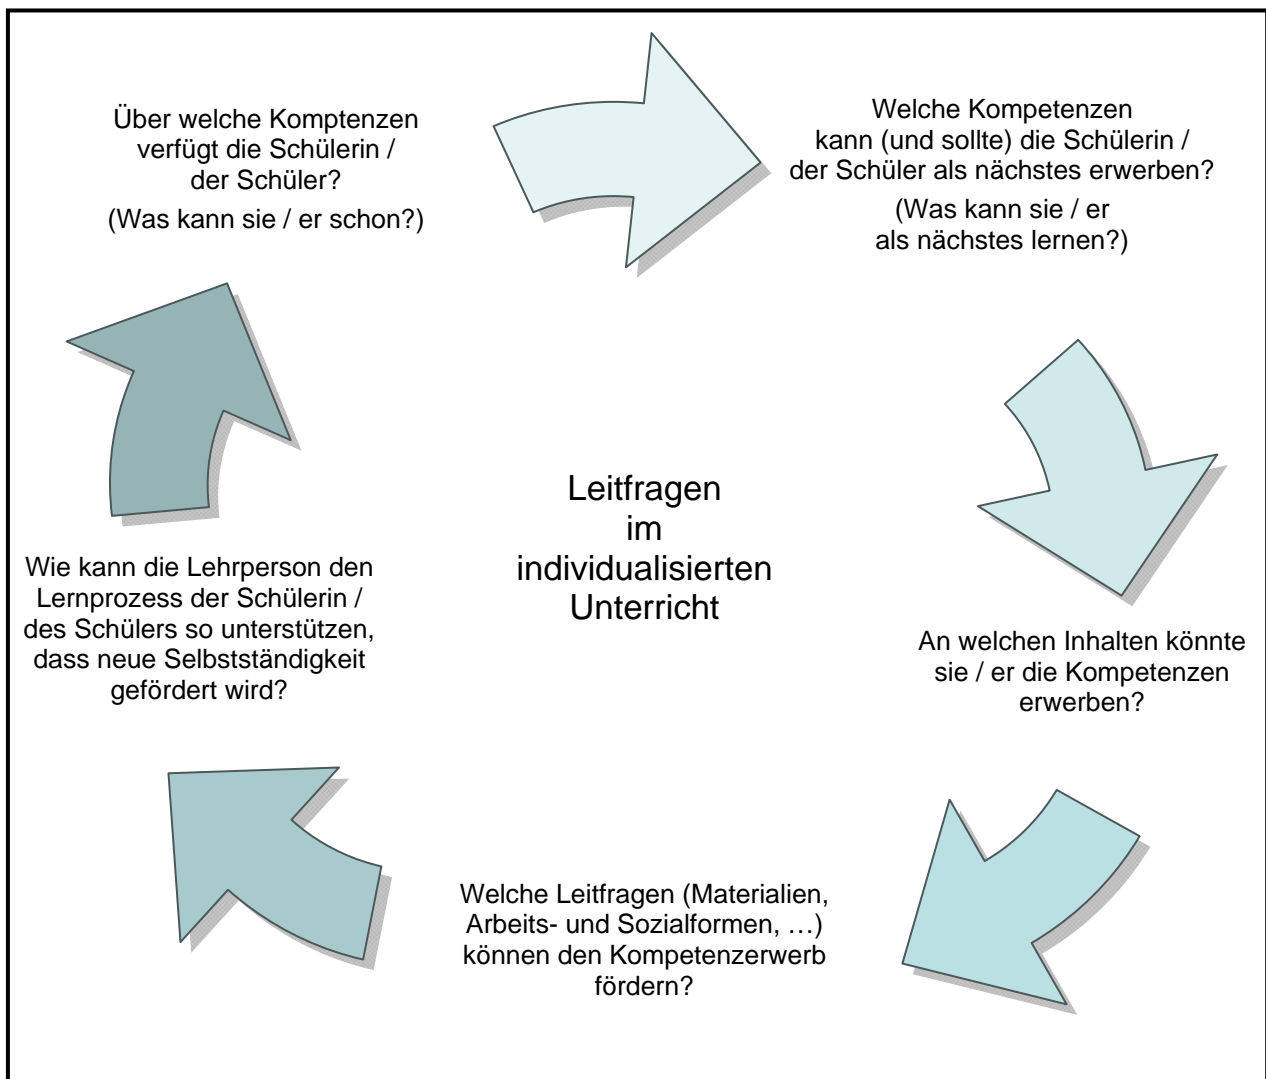 Über welche Komptenzen
verfügt die Schülerin /
der Schüler?
(Was kann sie / er schon?)
Welche Kompetenzen
kann (und sollte) die Schülerin /
der Schüler als nächstes erwerben?
(Was kann sie / er
als nächstes lernen?)
Leitfragen
im
individualisierten
Unterricht
Wie kann die Lehrperson den
Lernprozess der Schülerin /
des Schülers so unterstützen,
dass neue Selbstständigkeit
gefördert wird?
An welchen Inhalten könnte
sie / er die Kompetenzen
erwerben?
Welche Leitfragen (Materialien,
Arbeits- und Sozialformen, …)
können den Kompetenzerwerb
fördern?